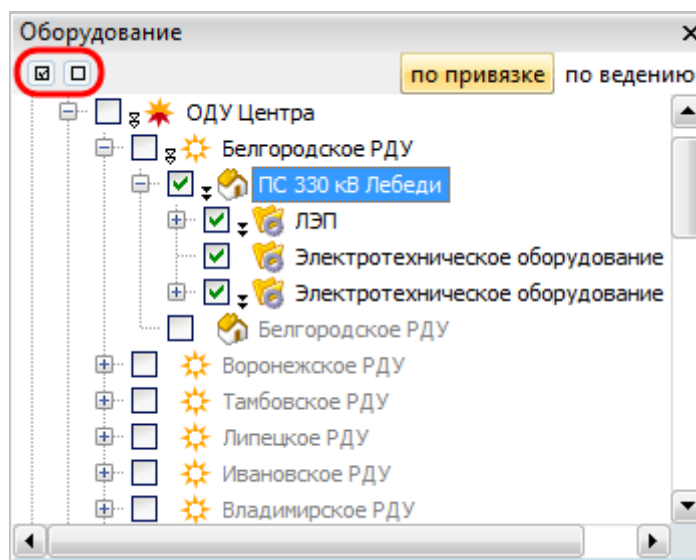 Оборудование
по привязке по ведению
ОДУ Центра
Белгородское РДУ
ПС 330 кВ Лебеди
ЛЭП
Электротехническое оборудование
Электротехническое оборудование
Белгородское РДУ
Воронежское РДУ
Тамбовское РДУ
Липецкое РДУ
Ивановское РДУ
Владимирское РДУ